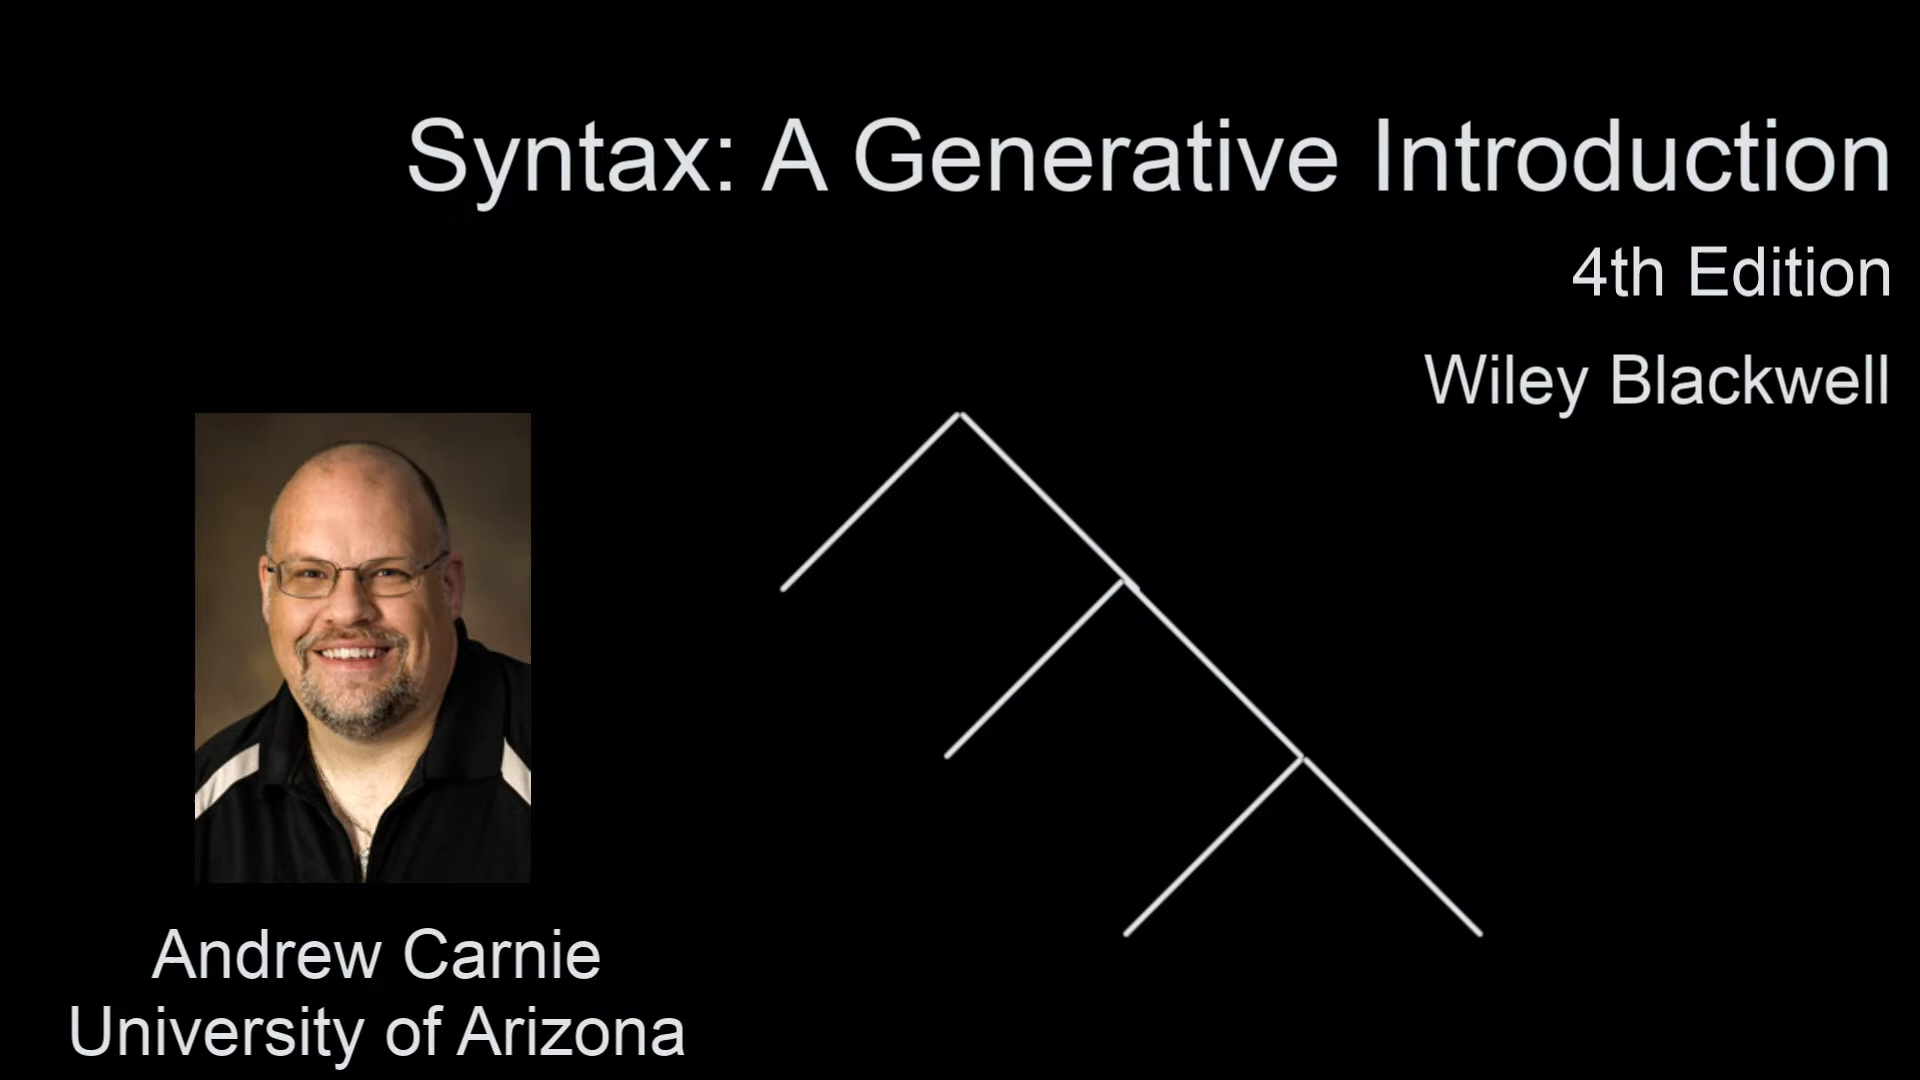 Syntax: A Generative Introduction
4th Edition
Wiley Blackwell
Andrew Carnie
University of Arizona